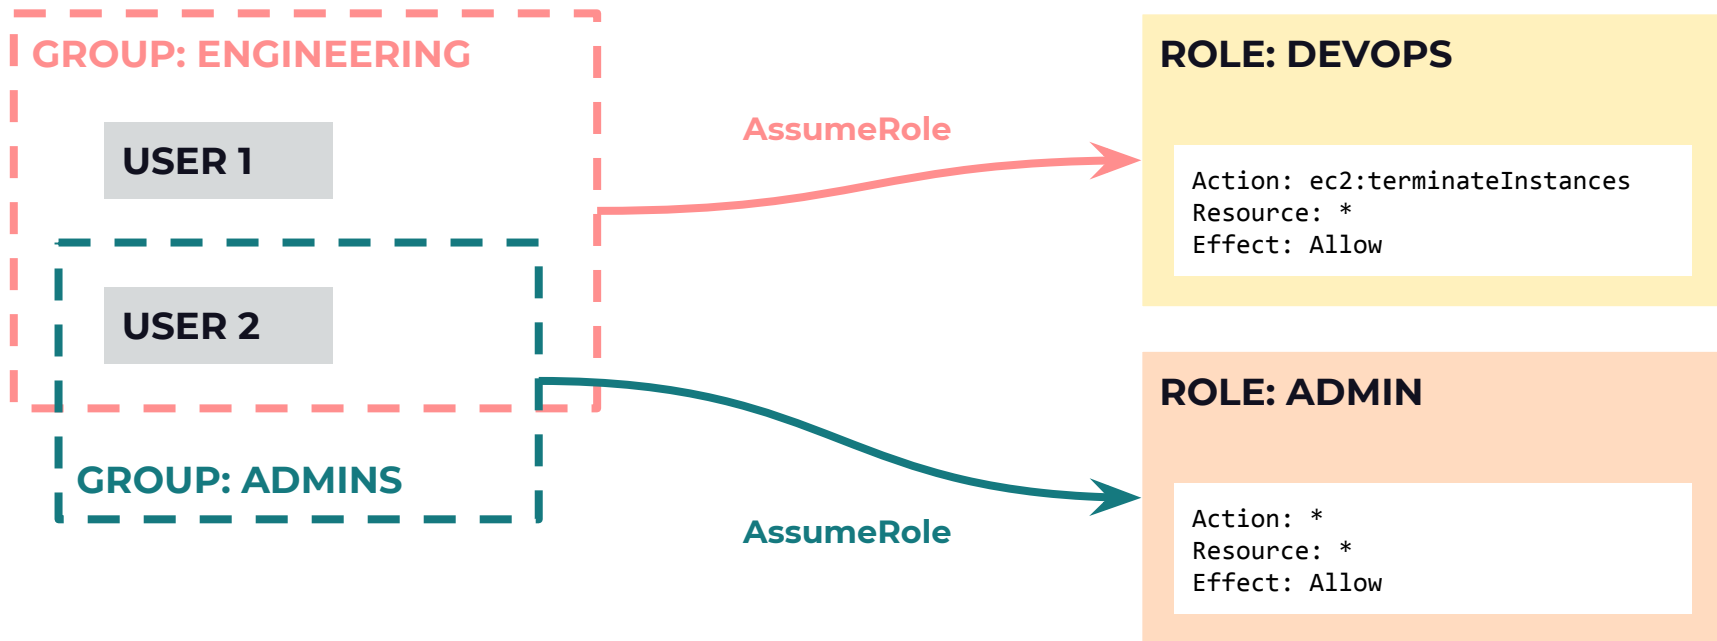 GROUP: ENGINEERING
USER 1
USER 2
GROUP: ADMINS
AssumeRole
AssumeRole
ROLE: DEVOPS
Action: ec2:terminateInstances
Resource: *
Effect: Allow
ROLE: ADMIN
Action: *
Resource: *
Effect: Allow